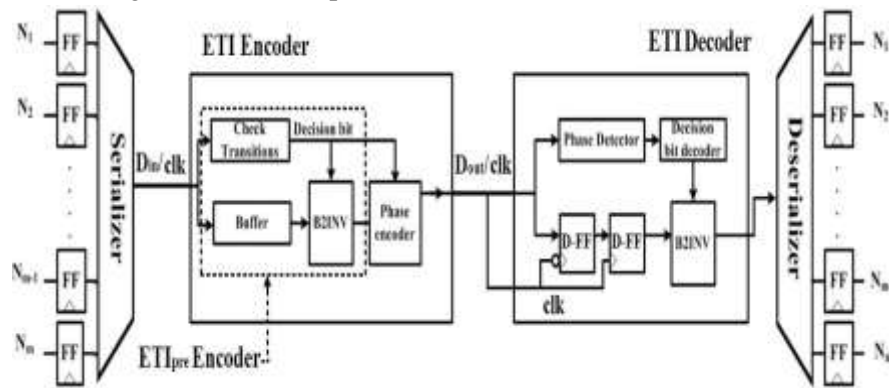 N1
FF
N2
FF
Nm-1
FF
Nm
FF
Serializer
Din/clk
ETI Encoder
Check
Transitions
Decision bit
Buffer
B2INV
Phase
encoder
ETIpre Encoder
Dout/clk
ETI Decoder
Phase Detector
Decision
bit decoder
D-FF
D-FF
B2INV
clk
Deserializer
FF
FF
N2
FF
FF